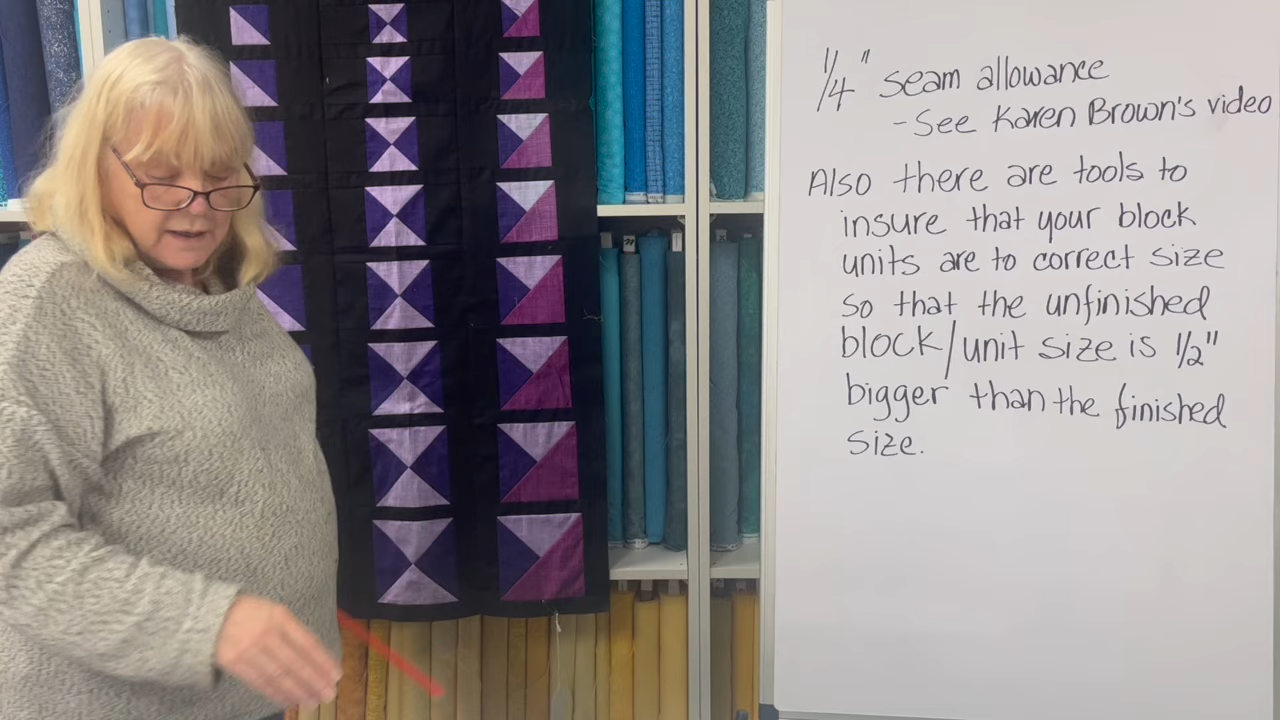 1/4" seam allowance
- See Karen Brown's video
Also there are tools to
insure that your block
units are to correct size
so that the unfinished
block/unit size is 1/2"
bigger than the finished
size.